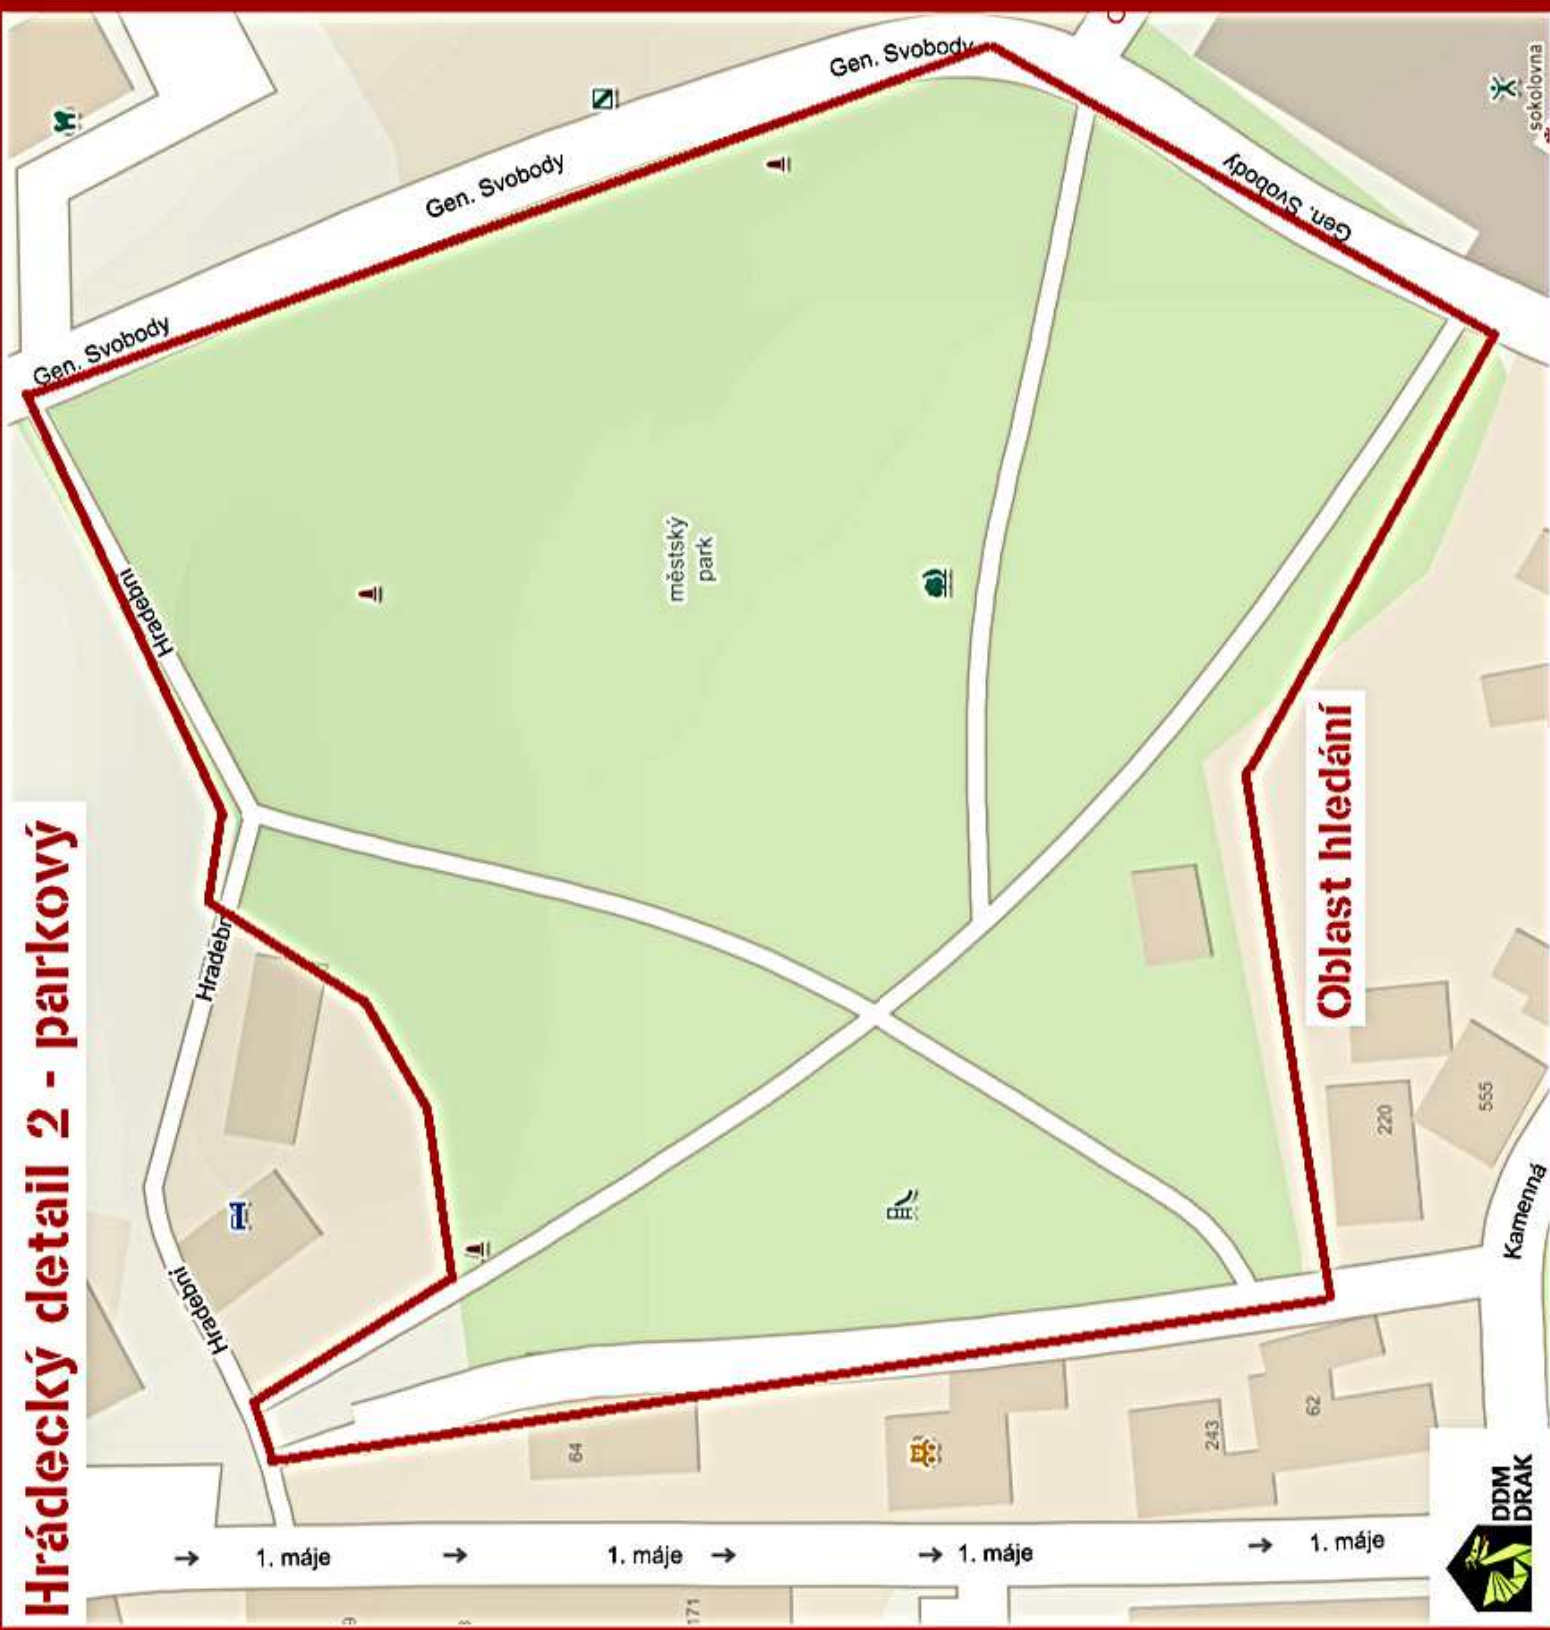 Hrádecký detail 2 - parkový
Oblast hledání
Gen. Svobody
Gen. Svobody
Gen. Svobody
Gen. Svobody
sokolovna
Hradební
Hradební
Hradební
městský
park
220
555
Kamenná
64
243
62
1. máje
1. máje
1. máje
1. máje
171
DDM
DRAK